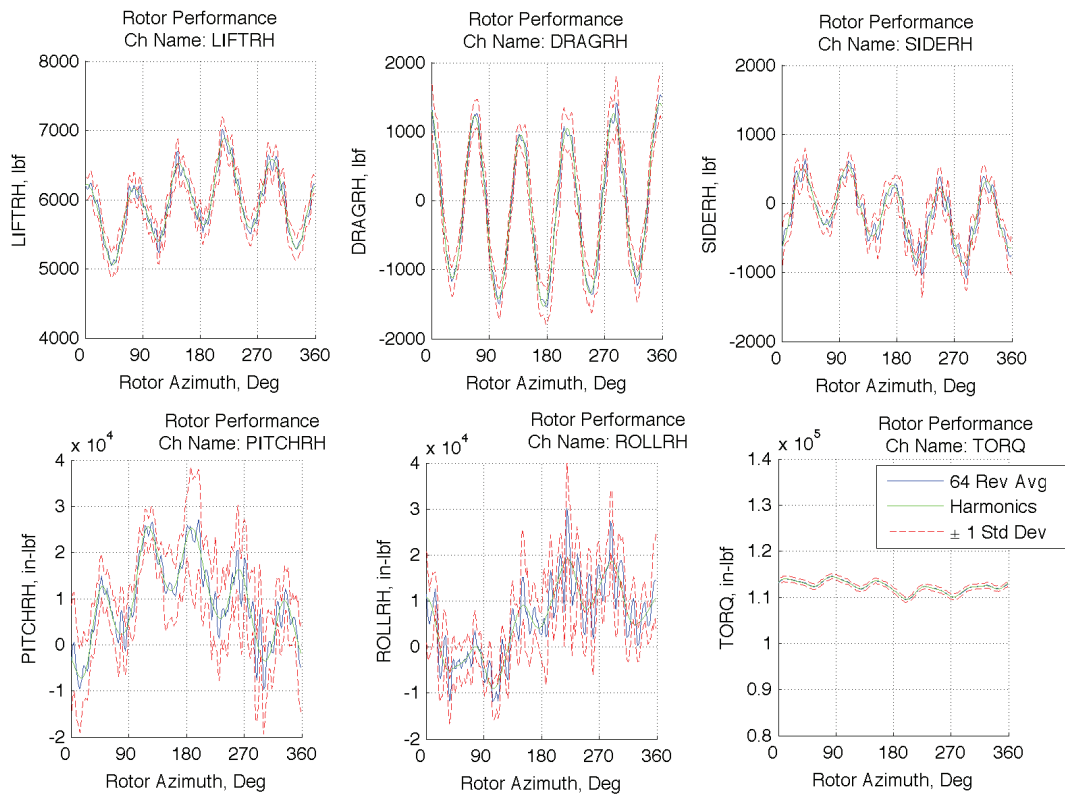 Rotor Performance
Ch Name: LIFTRH
8000
7000
6000
5000
4000
LIFTRH, lbf
0
90
180
270
360
Rotor Azimuth, Deg
Rotor Performance
Ch Name: DRAGRH
2000
1000
0
-1000
-2000
DRAGRH, lbf
0
90
180
270
360
Rotor Azimuth, Deg
Rotor Performance
Ch Name: SIDERH
2000
1000
0
-1000
-2000
SIDERH, lbf
0
90
180
270
360
Rotor Azimuth, Deg
Rotor Performance
x 10^4
Ch Name: PITCHRH
4
3
2
1
0
-1
-2
PITCHRH, in-lbf
0
90
180
270
360
Rotor Azimuth, Deg
Rotor Performance
x 10^4
Ch Name: ROLLRH
4
3
2
1
0
-1
-2
ROLLRH, in-lbf
0
90
180
270
360
Rotor Azimuth, Deg
Rotor Performance
x 10^5
Ch Name: TORQ
1.4
1.3
1.2
1.1
1
0.9
0.8
TORQ, in-lbf
64 Rev Avg
Harmonics
± 1 Std Dev
0
90
180
270
360
Rotor Azimuth, Deg